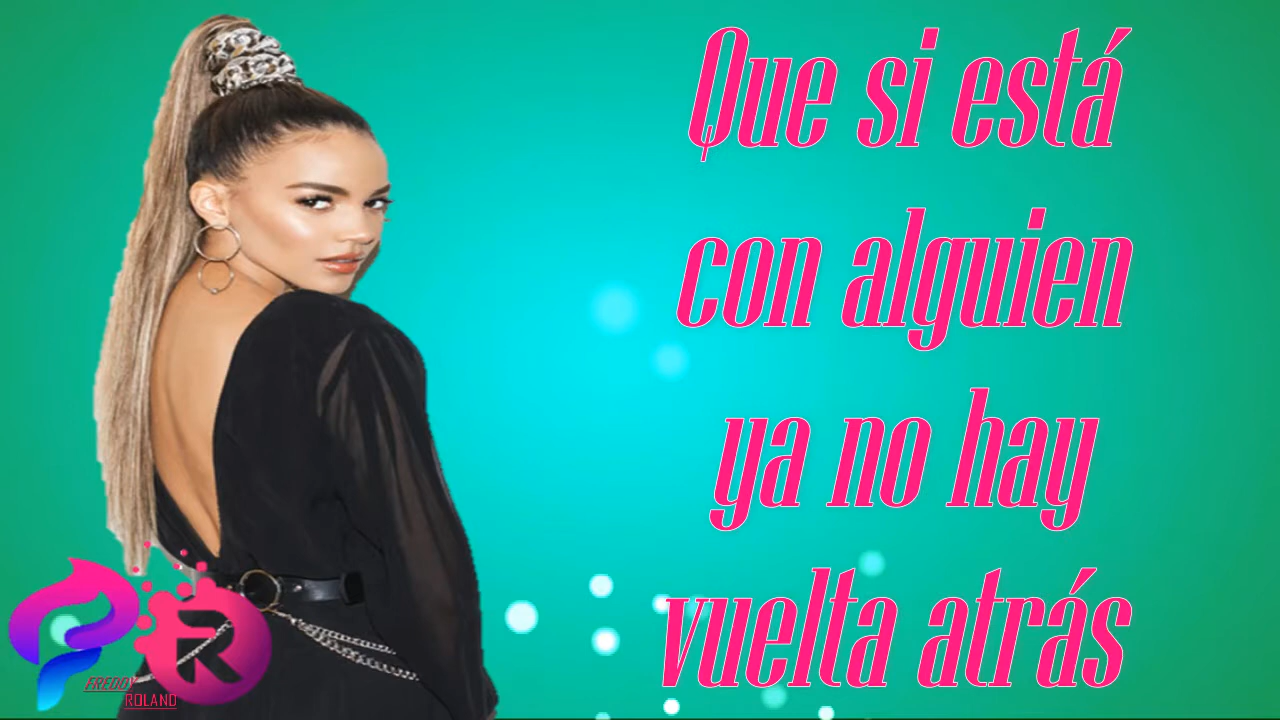 Que si está
con alguien
ya no hay
vuelta atrás
FREDDY
ROLAND